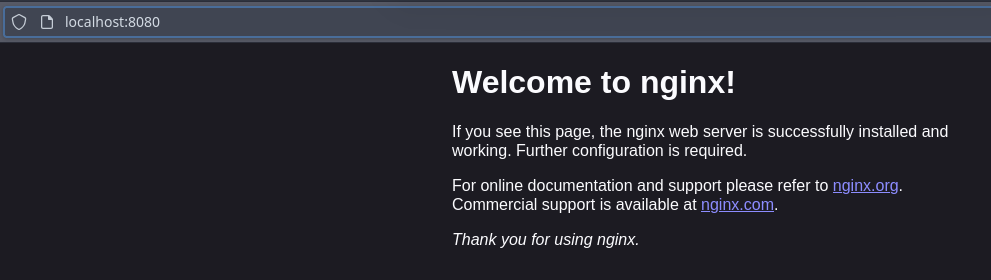 localhost:8080
Welcome to nginx!
If you see this page, the nginx web server is successfully installed and
working. Further configuration is required.
For online documentation and support please refer to nginx.org.
Commercial support is available at nginx.com.
Thank you for using nginx.